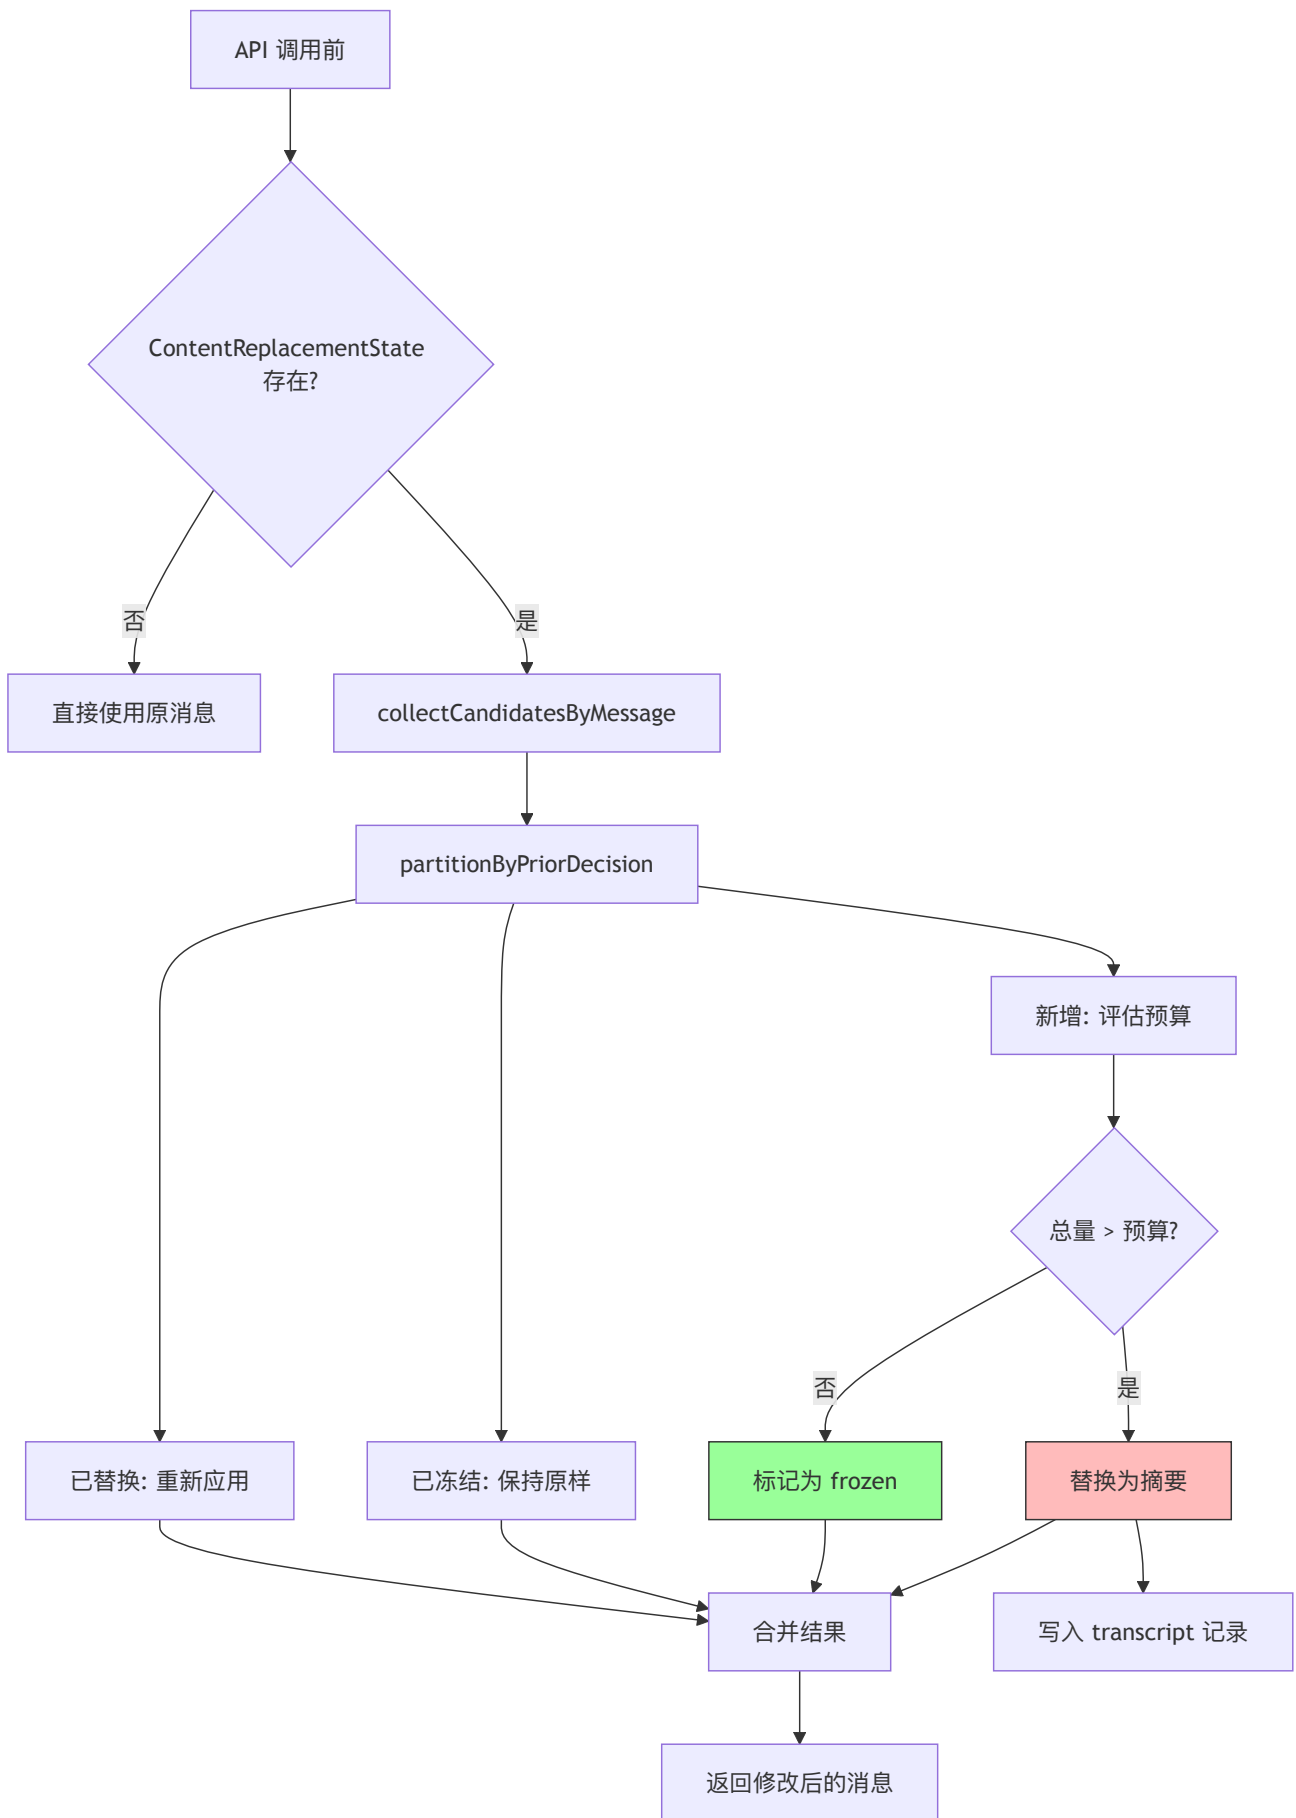 API 调用前
ContentReplacementState
存在?
否
是
直接使用原消息
collectCandidatesByMessage
partitionByPriorDecision
新增: 评估预算
总量 > 预算?
否
是
已替换: 重新应用
已冻结: 保持原样
标记为 frozen
替换为摘要
合并结果
写入 transcript 记录
返回修改后的消息